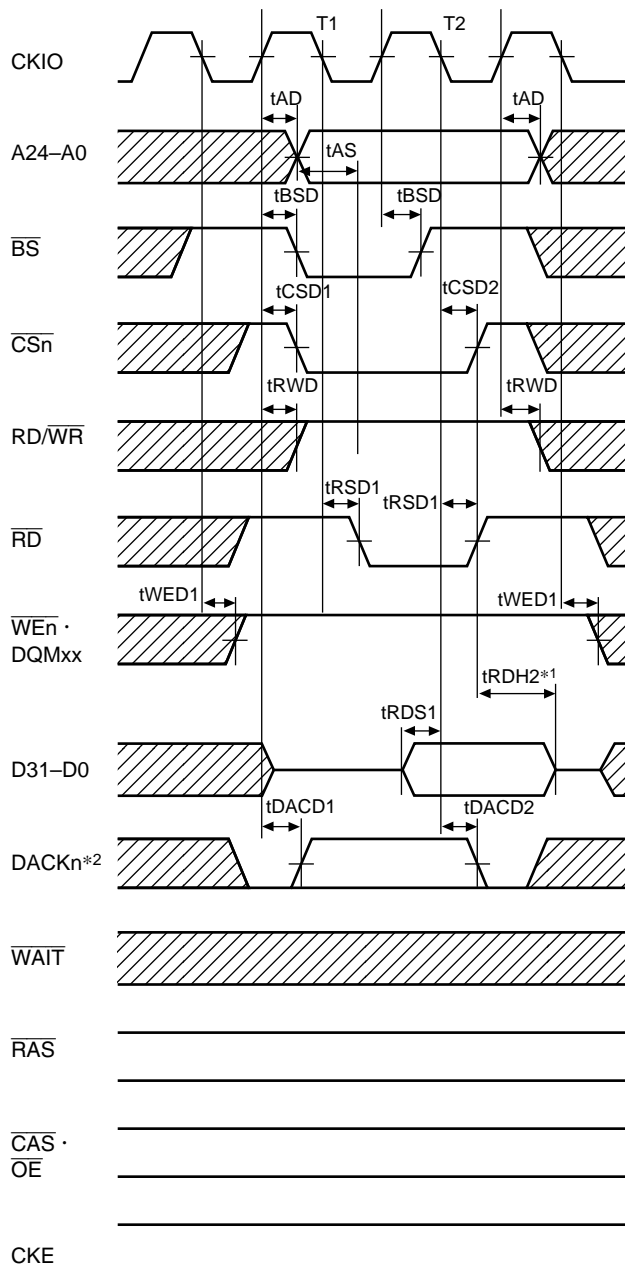 T1 T2
CKIO
tAD tAD
A24–A0
tAS
tBSD tBSD
BS
tCSD1 tCSD2
CSn
tRWD tRWD
RD/WR
tRSD1 tRSD1
RD
tWED1 tWED1
WEn ·
DQMxx
tRDH2*1
tRDS1
D31–D0
tDACD1 tDACD2
DACKn*2
WAIT
RAS
CAS ·
OE
CKE